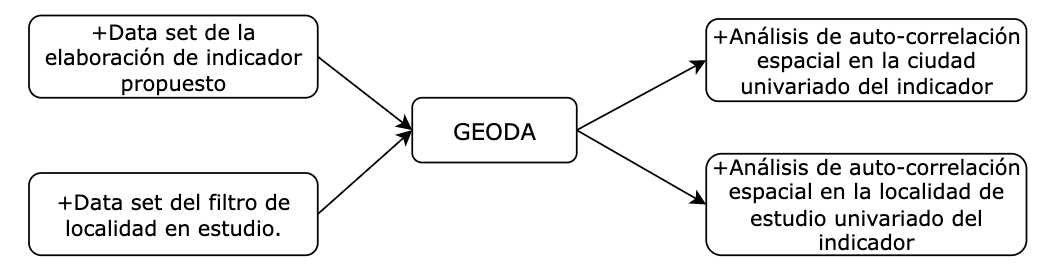 +Data set de la
elaboración de indicador
propuesto
+Data set del filtro de
localidad en estudio.
GEODA
+Análisis de auto-correlación
espacial en la ciudad
univariado del indicador
+Análisis de auto-correlación
espacial en la localidad de
estudio univariado del
indicador